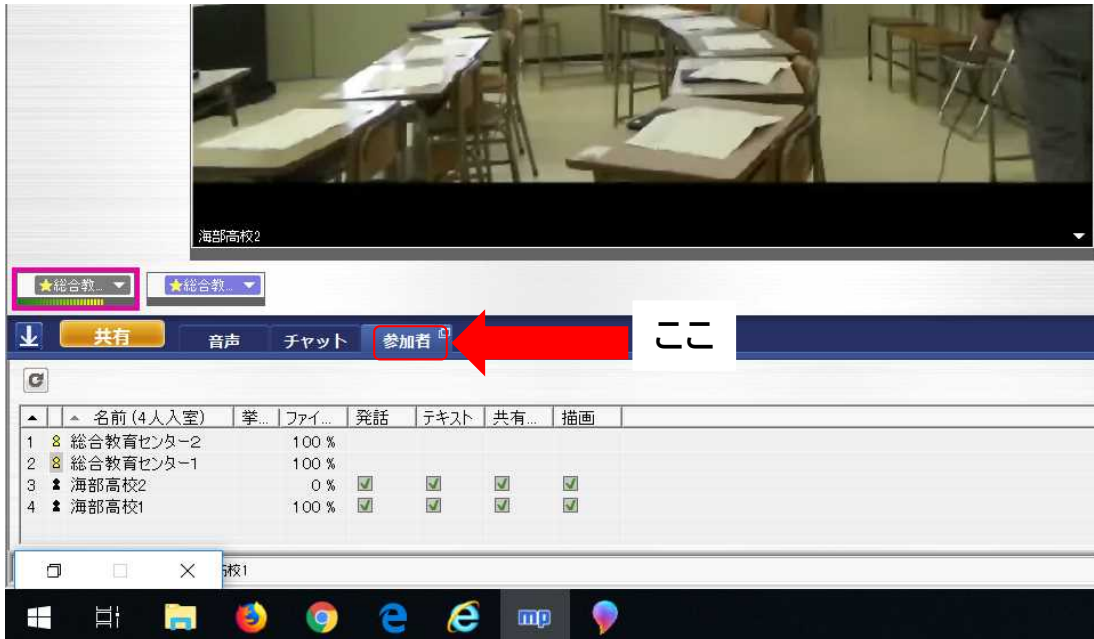 海部高校2
★総合教... ★総合教...
共有 音声 チャット 参加者 ここ
名前(4人入室) 挙... ファイ... 発話 テキスト 共有... 描画
1 総合教育センター2 100 %
2 総合教育センター1 100 %
3 海部高校2 0 %
4 海部高校1 100 %
校1
mp